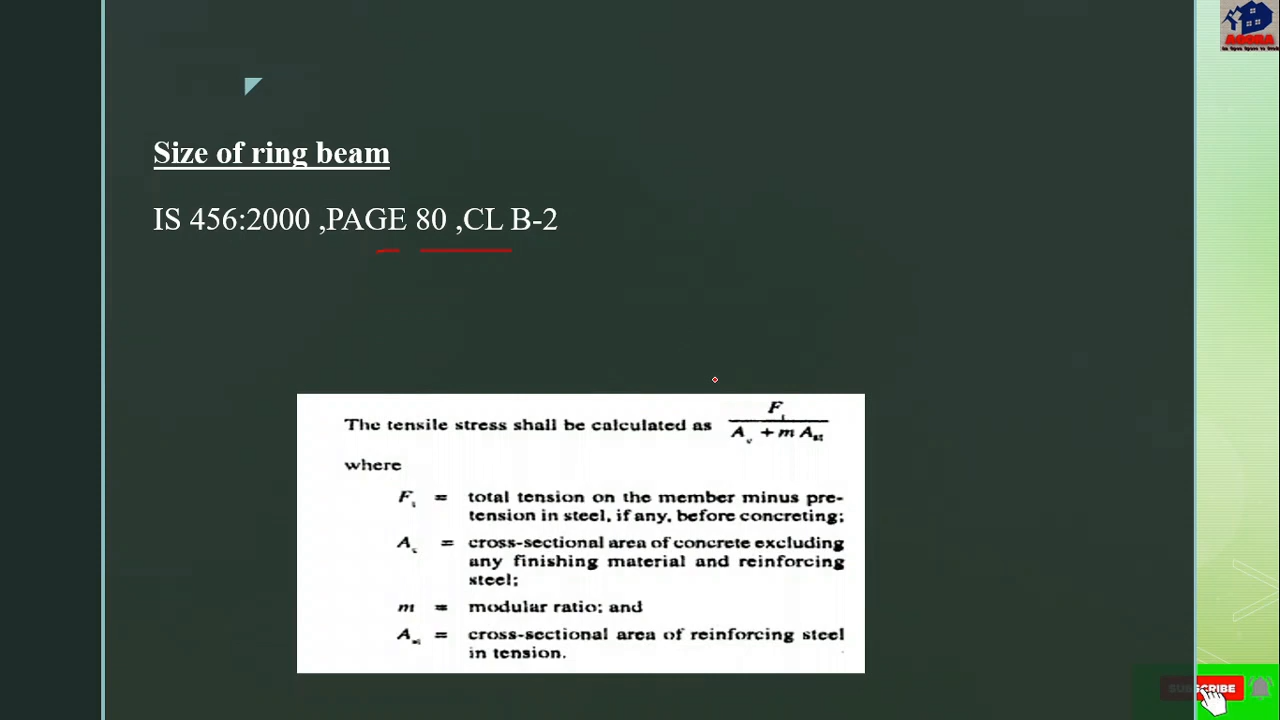 AGORA
Size of ring beam
IS 456:2000 ,PAGE 80 ,CL B-2
The tensile stress shall be calculated as F_t / (A_c + m A_st)
where
F_t = total tension on the member minus pre-
tension in steel, if any, before concreting;
A_c = cross-sectional area of concrete excluding
any finishing material and reinforcing
steel;
m = modular ratio; and
A_st = cross-sectional area of reinforcing steel
in tension.
SUBSCRIBE